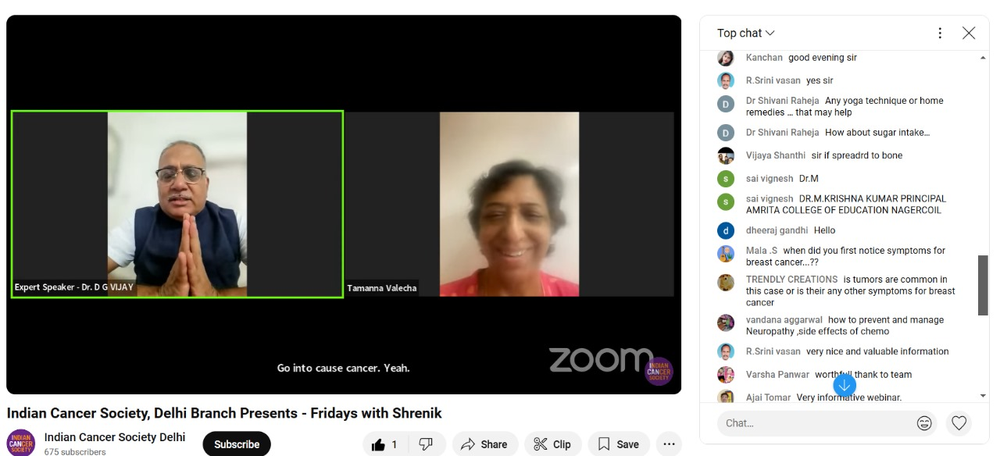 Expert Speaker - Dr. D G VIJAY
Tamanna Valecha
Go into cause cancer. Yeah.
zoom
INDIAN
CANCER
SOCIETY
Indian Cancer Society, Delhi Branch Presents - Fridays with Shrenik
INDIAN
CANCER
SOCIETY
Indian Cancer Society Delhi
675 subscribers
Subscribe
1
Share
Clip
Save
Top chat
Kanchan good evening sir
R.Srini vasan yes sir
D
Dr Shivani Raheja Any yoga technique or home
remedies … that may help
D
Dr Shivani Raheja How about sugar intake…
Vijaya Shanthi sir if spreadrd to bone
s
sai vignesh Dr.M
s
sai vignesh DR.M.KRISHNA KUMAR PRINCIPAL
AMRITA COLLEGE OF EDUCATION NAGERCOIL
d
dheeraj gandhi Hello
Mala .S when did you first notice symptoms for
breast cancer...??
TRENDLY CREATIONS is tumors are common in
this case or is their any other symptoms for breast
cancer
vandana aggarwal how to prevent and manage
Neuropathy ,side effects of chemo
R.Srini vasan very nice and valuable information
Varsha Panwar worthfull thank to team
Ajai Tomar Very informative webinar.
Chat...